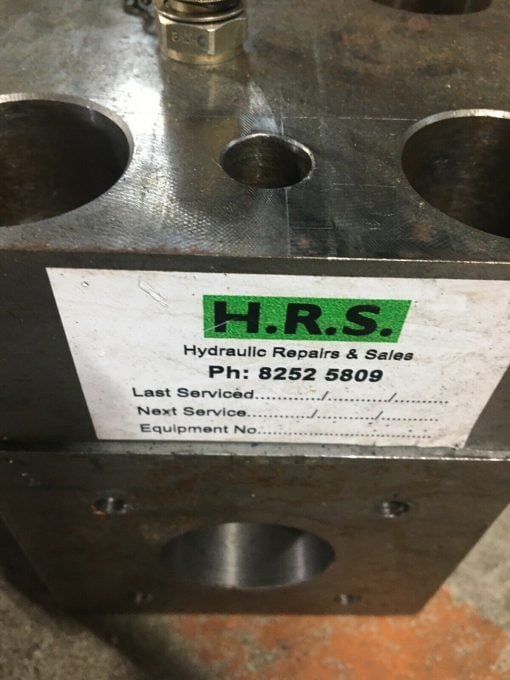 H.R.S.
Hydraulic Repairs & Sales
Ph: 8252 5809
Last Serviced............/............/..........
Next Service............/............/..........
Equipment No................................